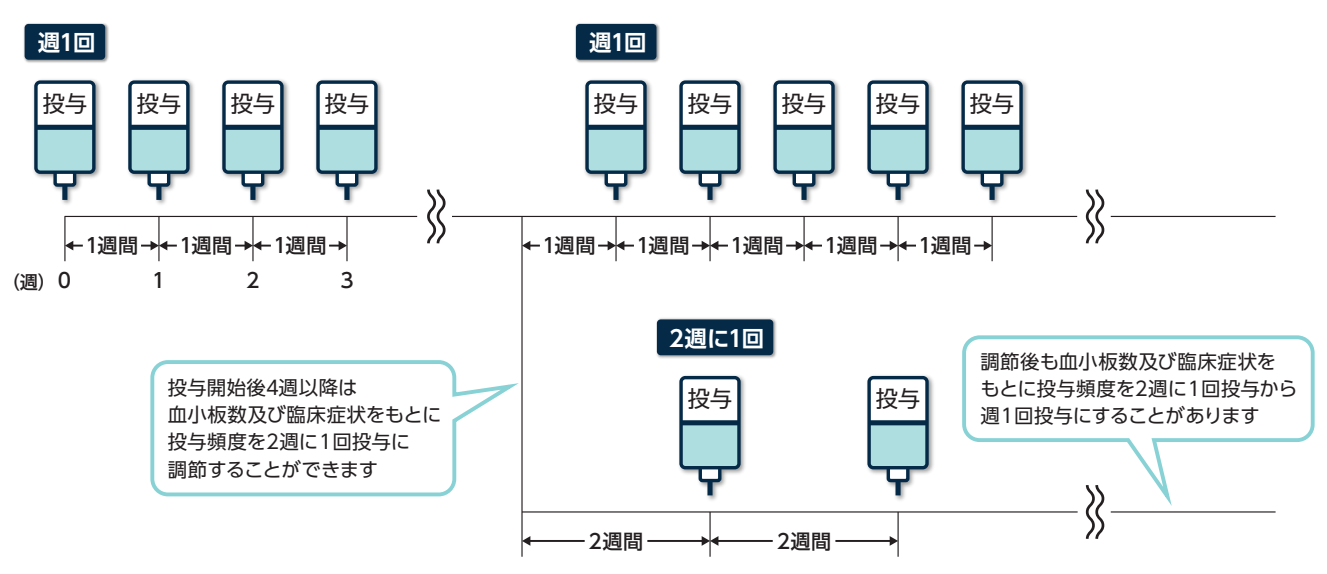 週1回
週1回
投与 投与 投与 投与
投与 投与 投与 投与 投与
1週間 1週間 1週間
1週間 1週間 1週間 1週間 1週間
(週) 0 1 2 3
2週に1回
投与開始後4週以降は
血小板数及び臨床症状をもとに
投与頻度を2週に1回投与に
調節することができます
投与 投与
調節後も血小板数及び臨床症状を
もとに投与頻度を2週に1回投与から
週1回投与にすることがあります
2週間 2週間